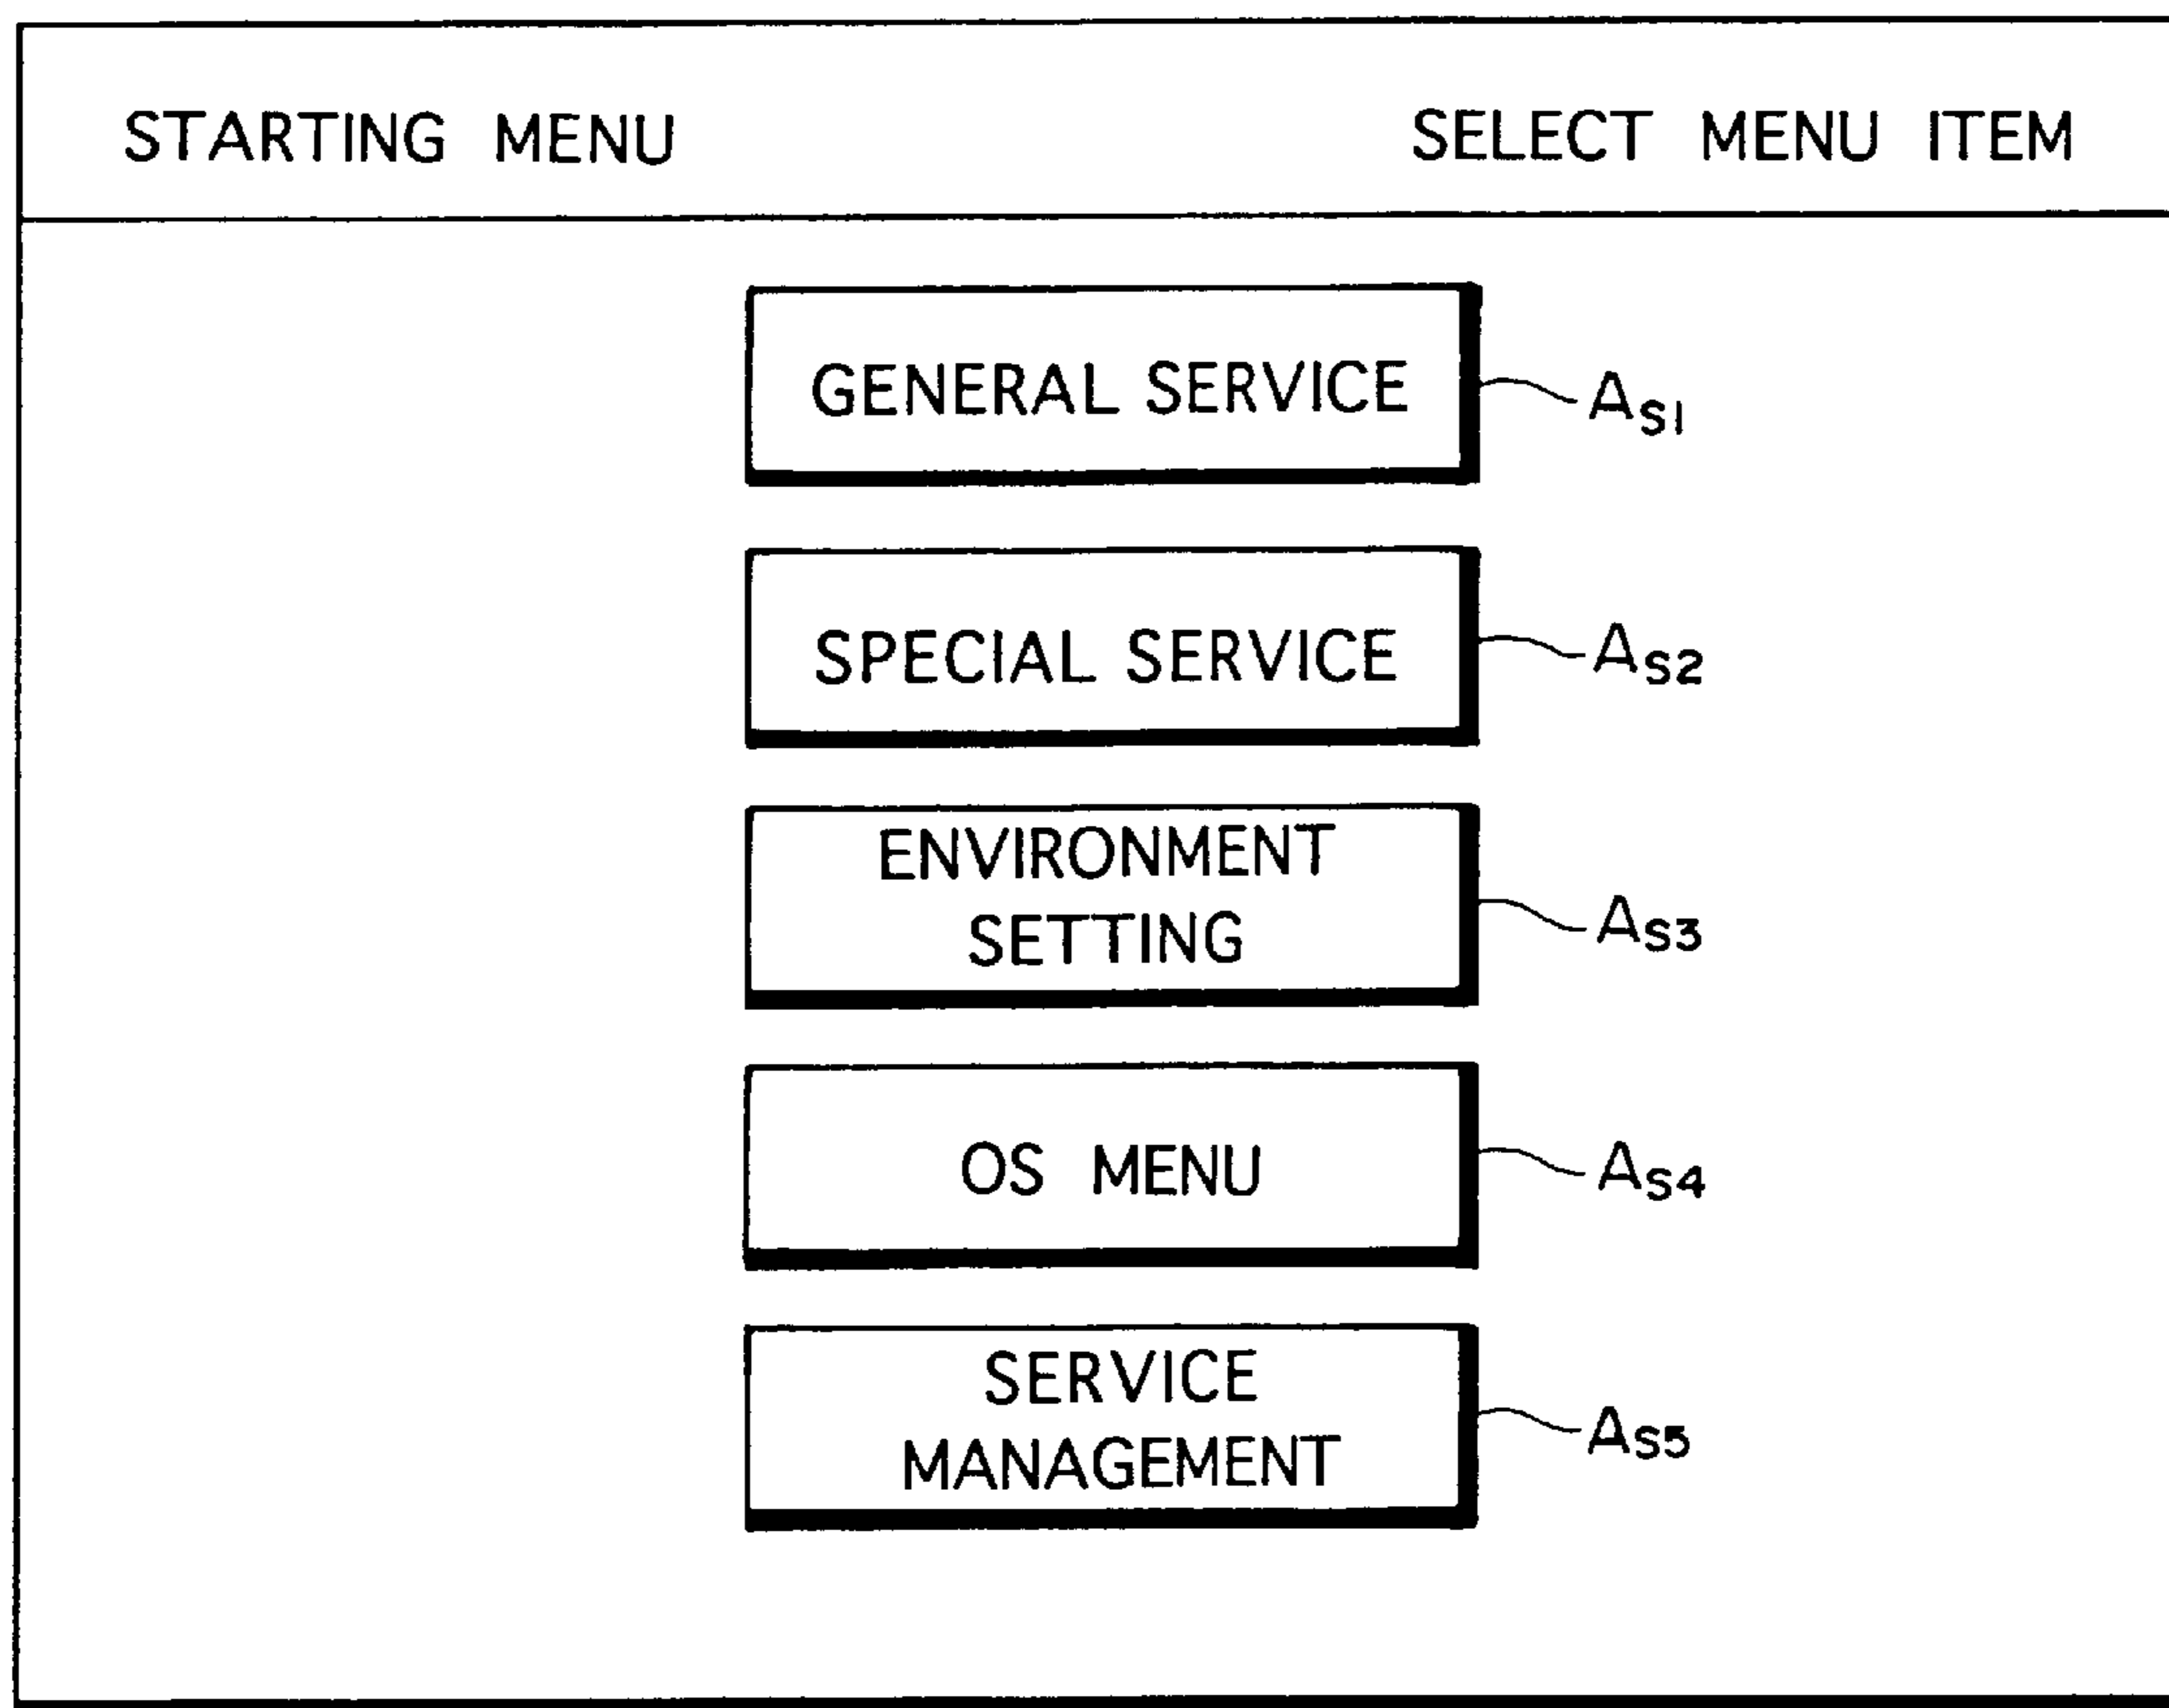 STARTING MENU SELECT MENU ITEM
GENERAL SERVICE AS1
SPECIAL SERVICE AS2
ENVIRONMENT
SETTING AS3
OS MENU AS4
SERVICE
MANAGEMENT AS5